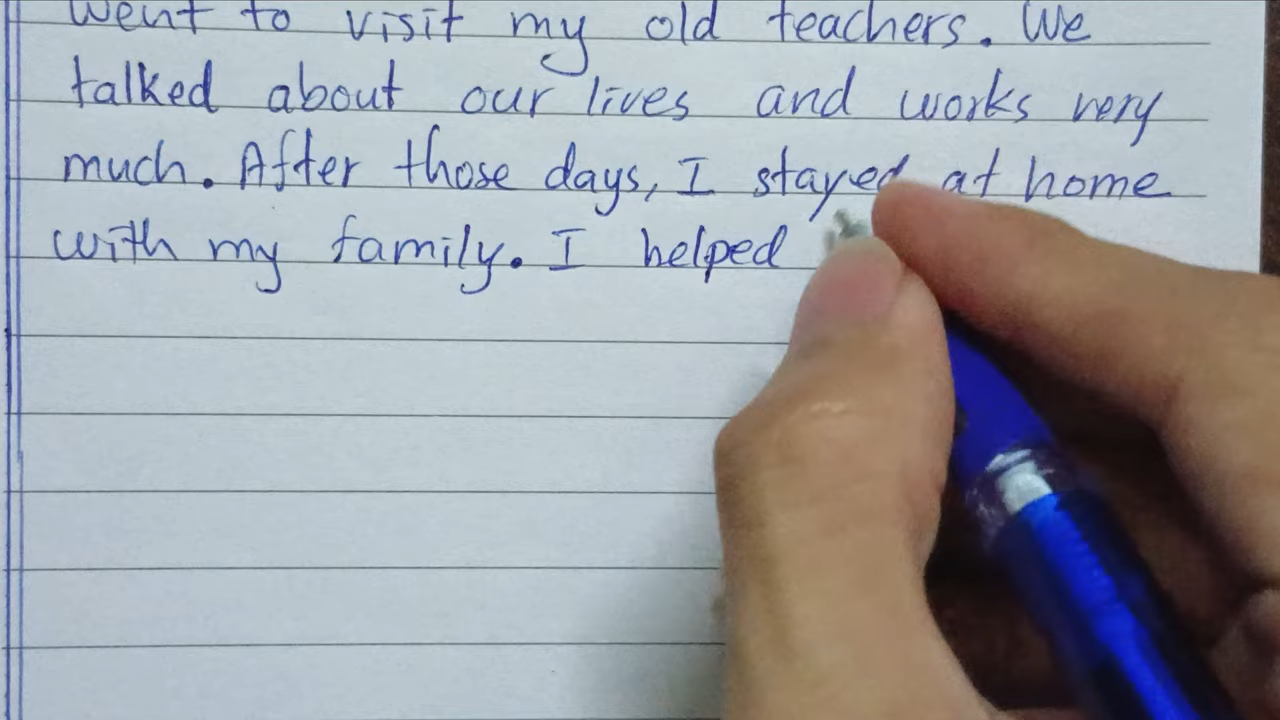 went to visit my old teachers. We
talked about our lives and works very
much. After those days, I stayed at home
with my family. I helped